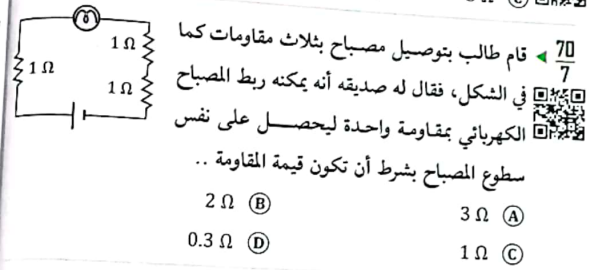 70
7
قام طالب بتوصيل مصباح بثلاث مقاومات كما
في الشكل، فقال له صديقه أنه يمكنه ربط المصباح
الكهربائي بمقاومة واحدة ليحصل على نفس
سطوع المصباح بشرط أن تكون قيمة المقاومة ..
3 Ω (A)
2 Ω (B)
1 Ω (C)
0.3 Ω (D)
1 Ω
1 Ω
1 Ω